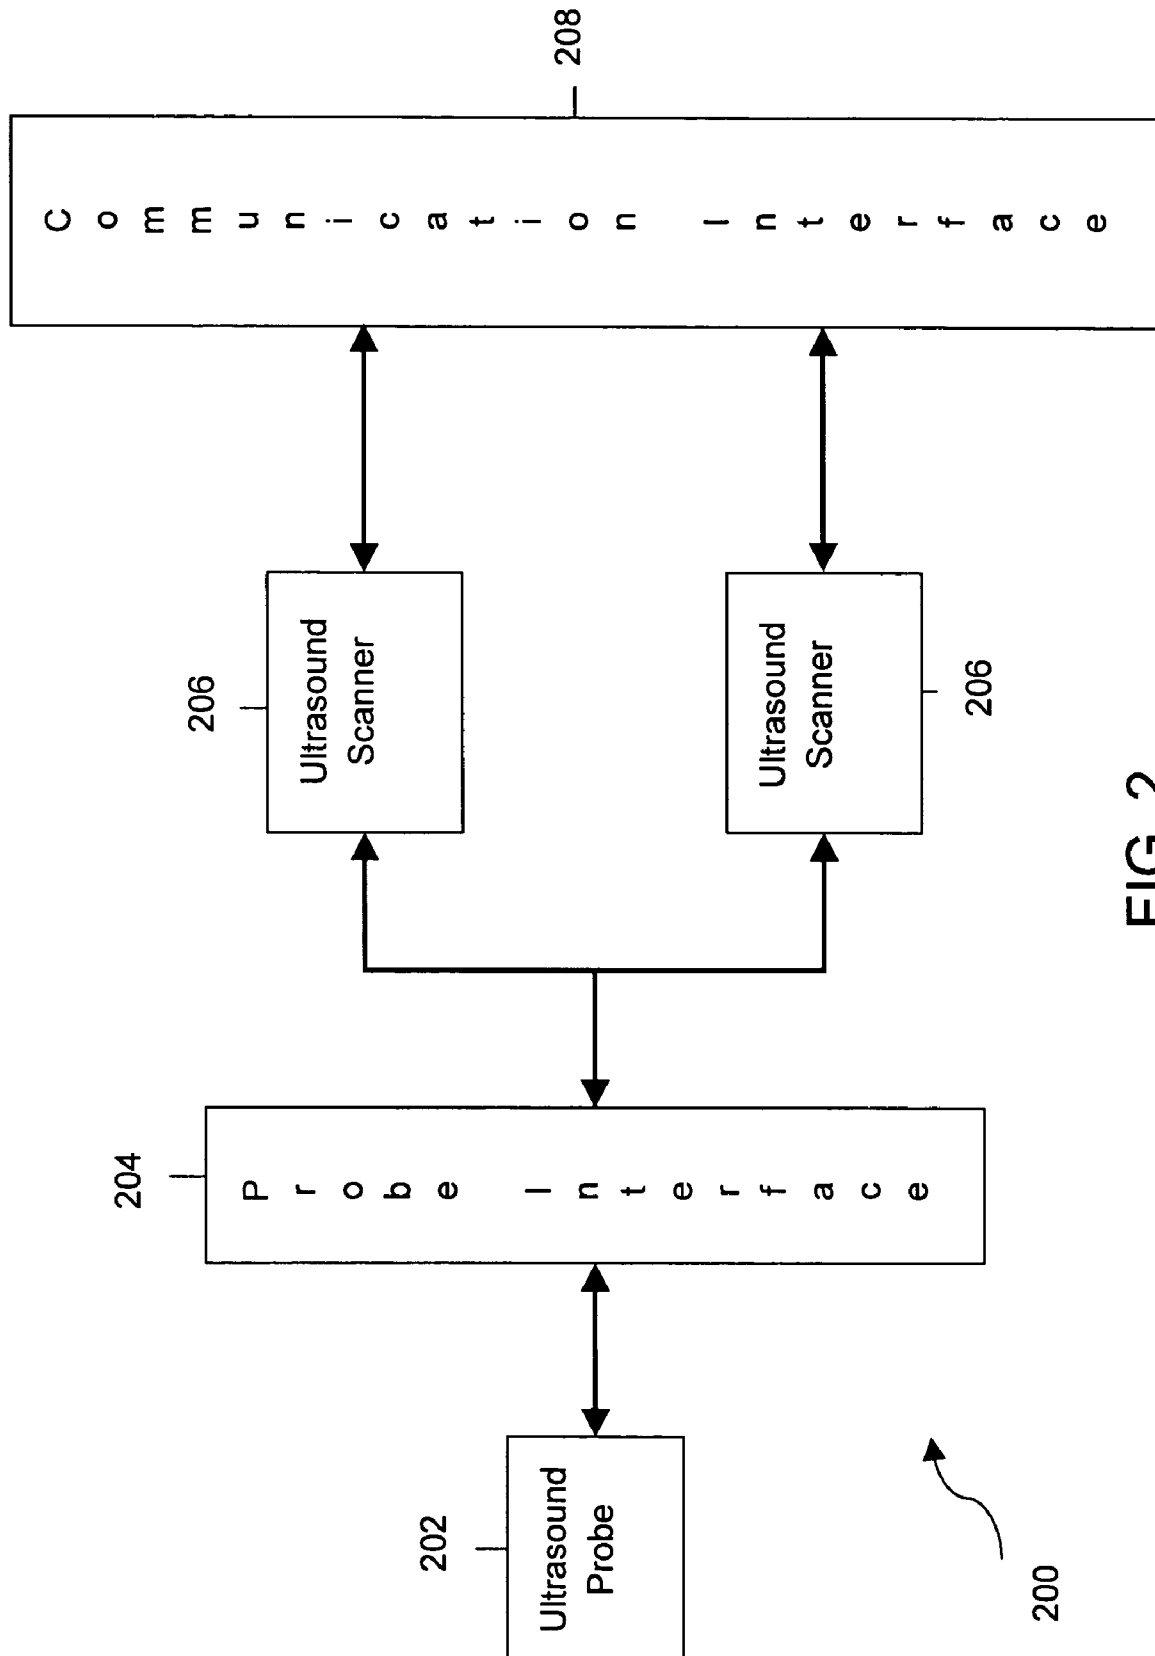 208
Communication Interface
206
Ultrasound
Scanner
Ultrasound
Scanner
206
204
Probe Interface
202
Ultrasound
Probe
200
FIG. 2